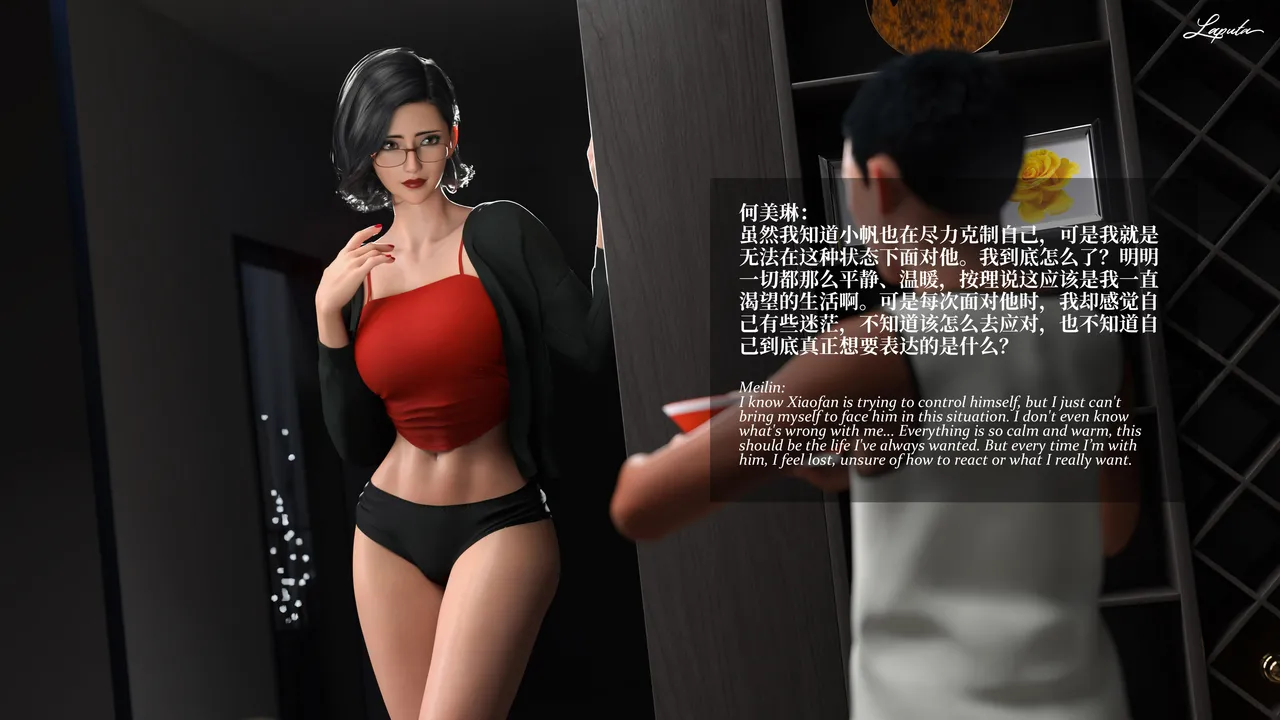 Laputa
何美琳：
虽然我知道小帆也在尽力克制自己，可是我就是
无法在这种状态下面对他。我到底怎么了？明明
一切都那么平静、温暖，按理说这应该是我一直
渴望的生活啊。可是每次面对他时，我却感觉自
己有些迷茫，不知道该怎么去应对，也不知道自
己到底真正想要表达的是什么？
Meilin:
I know Xiaofan is trying to control himself, but I just can't
bring myself to face him in this situation. I don't even know
what's wrong with me... Everything is so calm and warm, this
should be the life I've always wanted. But every time I'm with
him, I feel lost, unsure of how to react or what I really want.